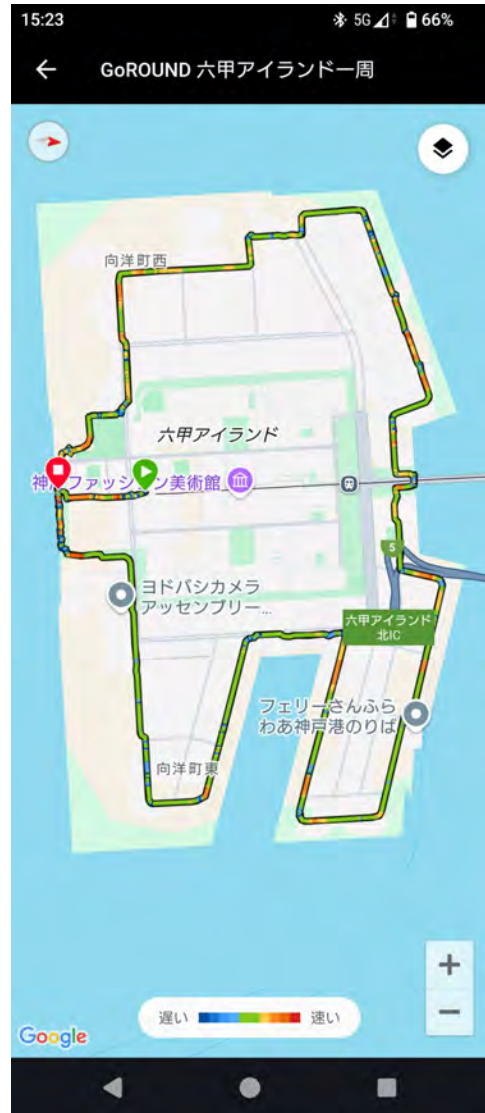 15:23
5G
66%
GoROUND 六甲アイランド一周
向洋町西
六甲アイランド
神戸ファッション美術館
5
ヨドバシカメラ
アッセンブリー...
六甲アイランド
北IC
フェリーさんふら
わあ神戸港のりば
向洋町東
遅い
速い
Google